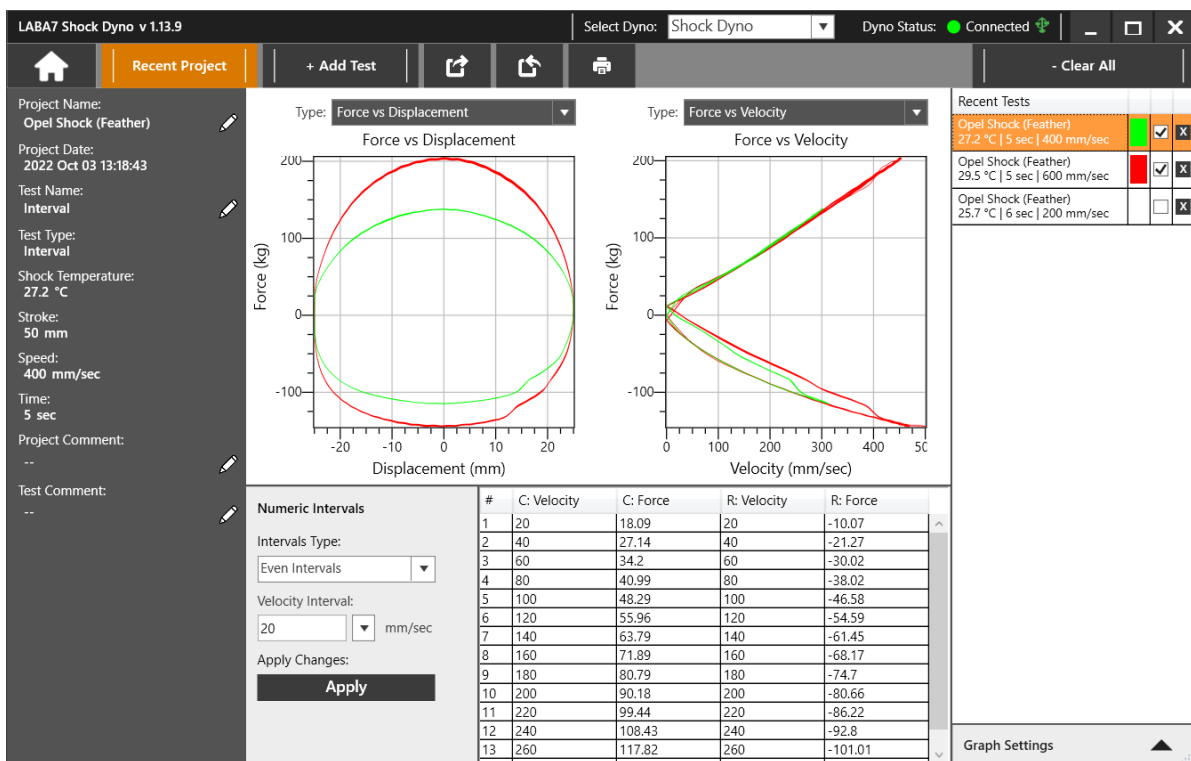 LABA7 Shock Dyno v 1.13.9
Select Dyno: Shock Dyno
Dyno Status: Connected
Recent Project
+ Add Test
- Clear All
Project Name:
Opel Shock (Feather)
Project Date:
2022 Oct 03 13:18:43
Test Name:
Interval
Test Type:
Interval
Shock Temperature:
27.2 °C
Stroke:
50 mm
Speed:
400 mm/sec
Time:
5 sec
Project Comment:
--
Test Comment:
--
Type: Force vs Displacement
Force vs Displacement
Force (kg)
200
100
0
-100
-20 -10 0 10 20
Displacement (mm)
Type: Force vs Velocity
Force vs Velocity
Force (kg)
200
100
0
-100
0 100 200 300 400 50
Velocity (mm/sec)
Recent Tests
Opel Shock (Feather)
27.2 °C | 5 sec | 400 mm/sec
X
Opel Shock (Feather)
29.5 °C | 5 sec | 600 mm/sec
X
Opel Shock (Feather)
25.7 °C | 6 sec | 200 mm/sec
X
Numeric Intervals
Intervals Type:
Even Intervals
Velocity Interval:
20 mm/sec
Apply Changes:
Apply
# C: Velocity C: Force R: Velocity R: Force
1 20 18.09 20 -10.07
2 40 27.14 40 -21.27
3 60 34.2 60 -30.02
4 80 40.99 80 -38.02
5 100 48.29 100 -46.58
6 120 55.96 120 -54.59
7 140 63.79 140 -61.45
8 160 71.89 160 -68.17
9 180 80.79 180 -74.7
10 200 90.18 200 -80.66
11 220 99.44 220 -86.22
12 240 108.43 240 -92.8
13 260 117.82 260 -101.01
Graph Settings